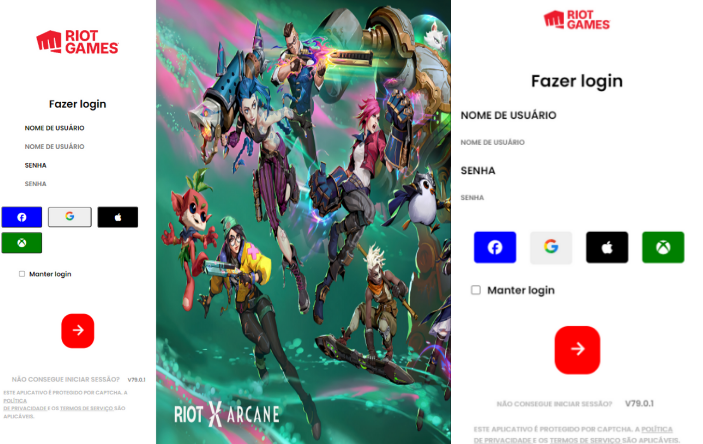 RIOT
GAMES
Fazer login
NOME DE USUÁRIO
NOME DE USUÁRIO
SENHA
SENHA
Manter login
NÃO CONSEGUE INICIAR SESSÃO? V79.0.1
ESTE APLICATIVO É PROTEGIDO POR CAPTCHA. A
POLÍTICA
DE PRIVACIDADE E OS TERMOS DE SERVIÇO SÃO
APLICÁVEIS.
RIOT X ARCANE
RIOT
GAMES
Fazer login
NOME DE USUÁRIO
NOME DE USUÁRIO
SENHA
SENHA
Manter login
NÃO CONSEGUE INICIAR SESSÃO? V79.0.1
ESTE APLICATIVO É PROTEGIDO POR CAPTCHA. A POLÍTICA
DE PRIVACIDADE E OS TERMOS DE SERVIÇO SÃO APLICÁVEIS.